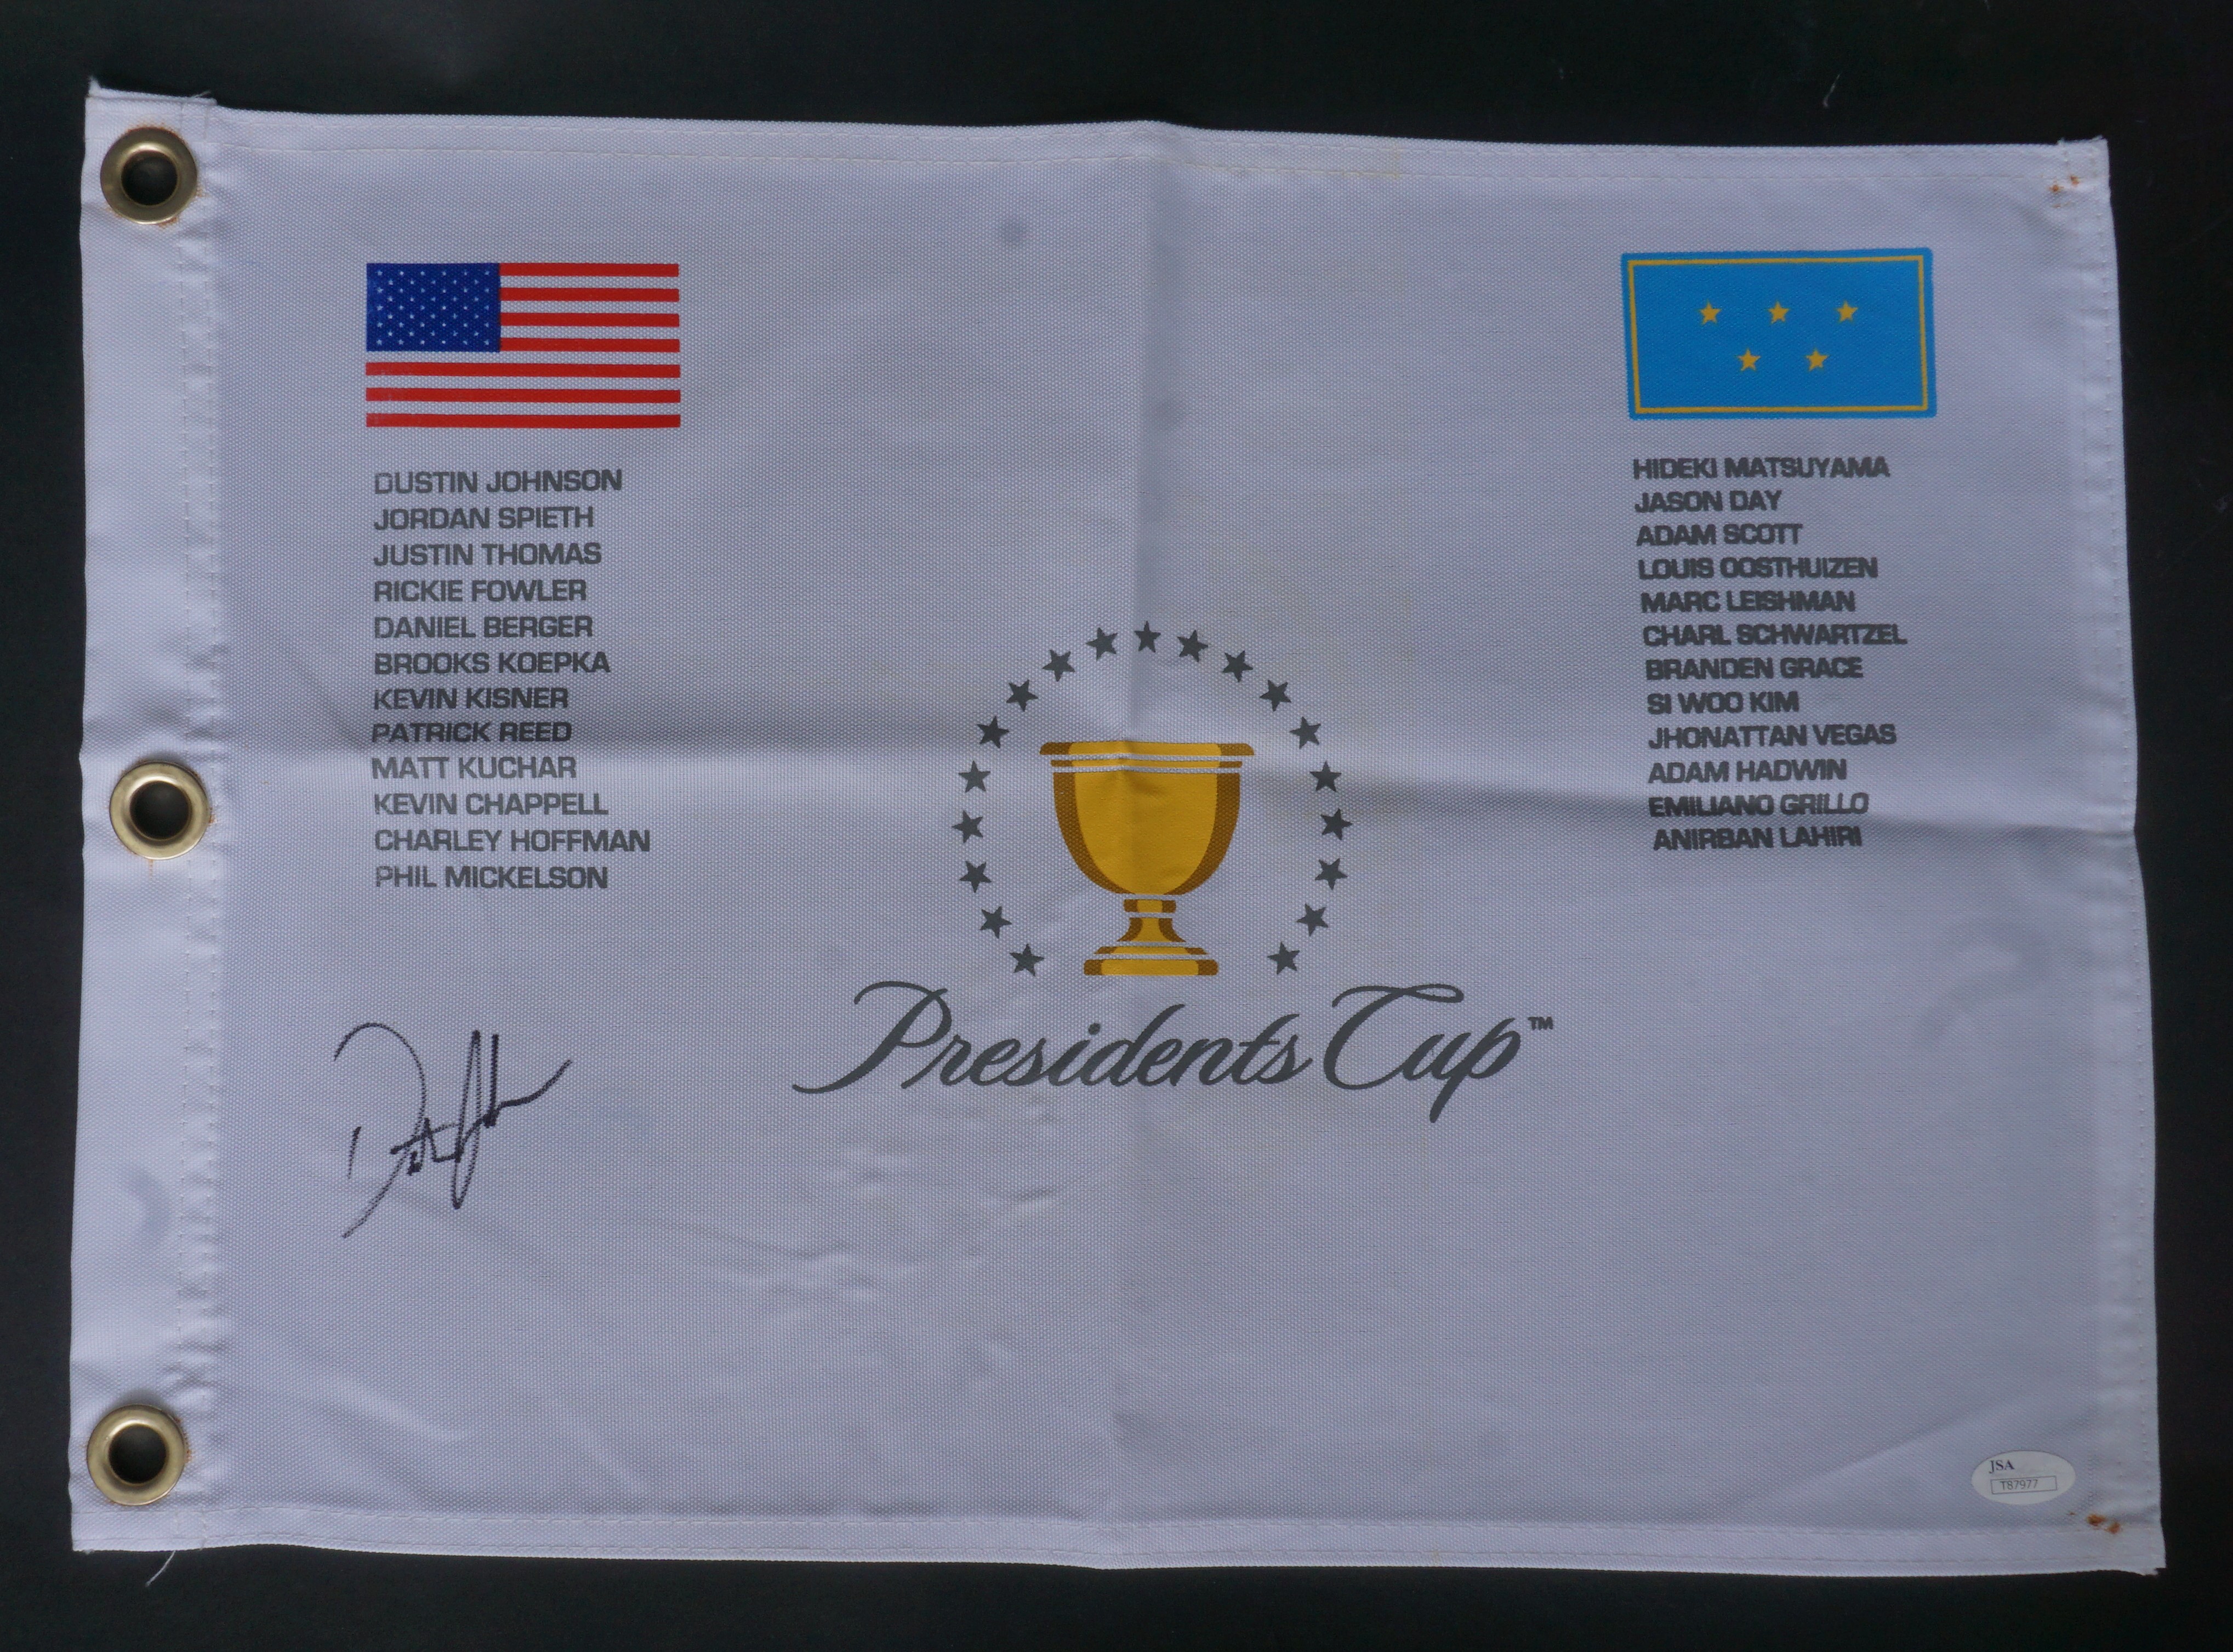 DUSTIN JOHNSON
JORDAN SPIETH
JUSTIN THOMAS
RICKIE FOWLER
DANIEL BERGER
BROOKS KOEPKA
KEVIN KISNER
PATRICK REED
MATT KUCHAR
KEVIN CHAPPELL
CHARLEY HOFFMAN
PHIL MICKELSON
HIDEKI MATSUYAMA
JASON DAY
ADAM SCOTT
LOUIS OOSTHUIZEN
MARC LEISHMAN
CHARL SCHWARTZEL
BRANDEN GRACE
SI WOO KIM
JHONATTAN VEGAS
ADAM HADWIN
EMILIANO GRILLO
ANIRBAN LAHIRI
Presidents Cup™
JSA
T87977